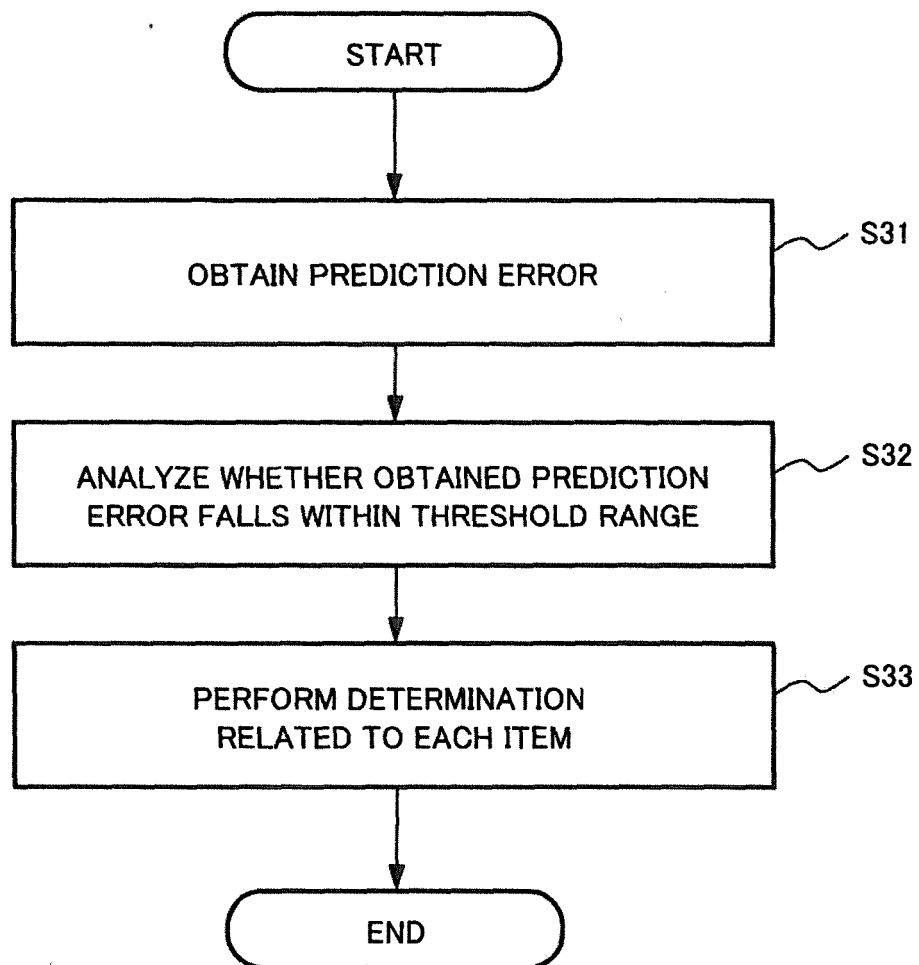 START
OBTAIN PREDICTION ERROR
S31
ANALYZE WHETHER OBTAINED PREDICTION
ERROR FALLS WITHIN THRESHOLD RANGE
S32
PERFORM DETERMINATION
RELATED TO EACH ITEM
S33
END